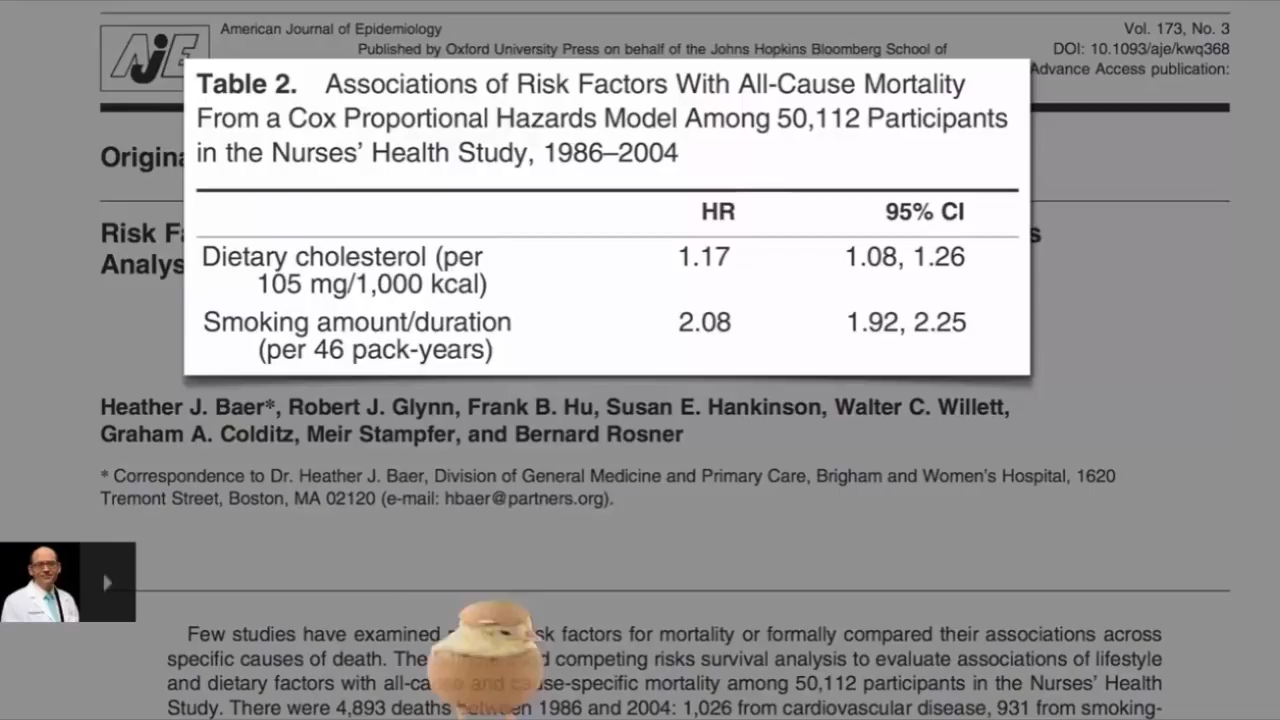 AJE
American Journal of Epidemiology
Published by Oxford University Press on behalf of the Johns Hopkins Bloomberg School of
Vol. 173, No. 3
DOI: 10.1093/aje/kwq368
Advance Access publication:
Table 2. Associations of Risk Factors With All-Cause Mortality
From a Cox Proportional Hazards Model Among 50,112 Participants
in the Nurses’ Health Study, 1986–2004
HR 95% CI
Dietary cholesterol (per
105 mg/1,000 kcal) 1.17 1.08, 1.26
Smoking amount/duration
(per 46 pack-years) 2.08 1.92, 2.25
Risk
Heather J. Baer*, Robert J. Glynn, Frank B. Hu, Susan E. Hankinson, Walter C. Willett,
Graham A. Colditz, Meir Stampfer, and Bernard Rosner
* Correspondence to Dr. Heather J. Baer, Division of General Medicine and Primary Care, Brigham and Women’s Hospital, 1620
Tremont Street, Boston, MA 02120 (e-mail: hbaer@partners.org).
Few studies have examined factors for mortality or formally compared their associations across
specific causes of death. The competing risks survival analysis to evaluate associations of lifestyle
and dietary factors with and cause-specific mortality among 50,112 participants in the Nurses’ Health
Study. There were 4,893 deaths between 1986 and 2004: 1,026 from cardiovascular disease, 931 from smoking-